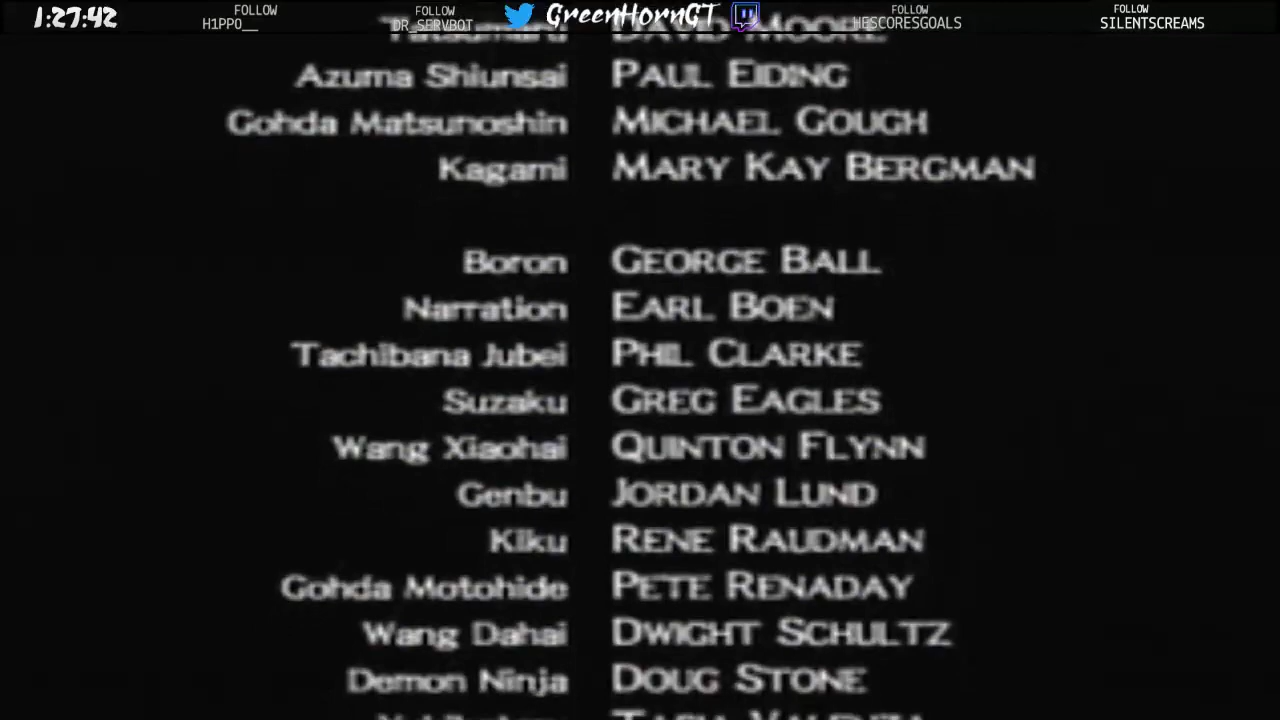 1:27:42 FOLLOW H1PPO__ FOLLOW DR_SERVBOT GreenHornGT FOLLOW HESCORESGOALS FOLLOW SILENTSCREAMS
Tatsumaru DAVID MOORE
Azuma Shiunsai PAUL EIDING
Gohda Matsunoshin MICHAEL GOUGH
Kagami MARY KAY BERGMAN
Boron GEORGE BALL
Narration EARL BOEN
Tachibana Jubei PHIL CLARKE
Suzaku GREG EAGLES
Wang Xiaohai QUINTON FLYNN
Genbu JORDAN LUND
Kiku RENE RAUDMAN
Gohda Motohide PETE RENADAY
Wang Dahai DWIGHT SCHULTZ
Demon Ninja DOUG STONE